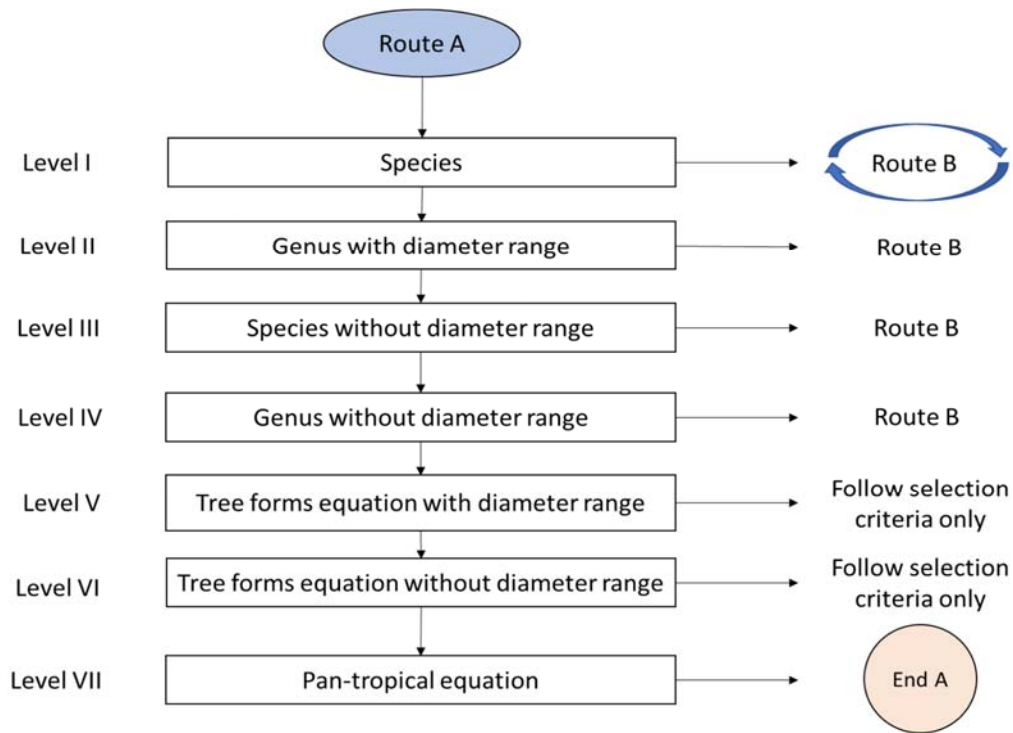 Route A
Level I
Species
Route B
Level II
Genus with diameter range
Route B
Level III
Species without diameter range
Route B
Level IV
Genus without diameter range
Route B
Level V
Tree forms equation with diameter range
Follow selection
criteria only
Level VI
Tree forms equation without diameter range
Follow selection
criteria only
Level VII
Pan-tropical equation
End A